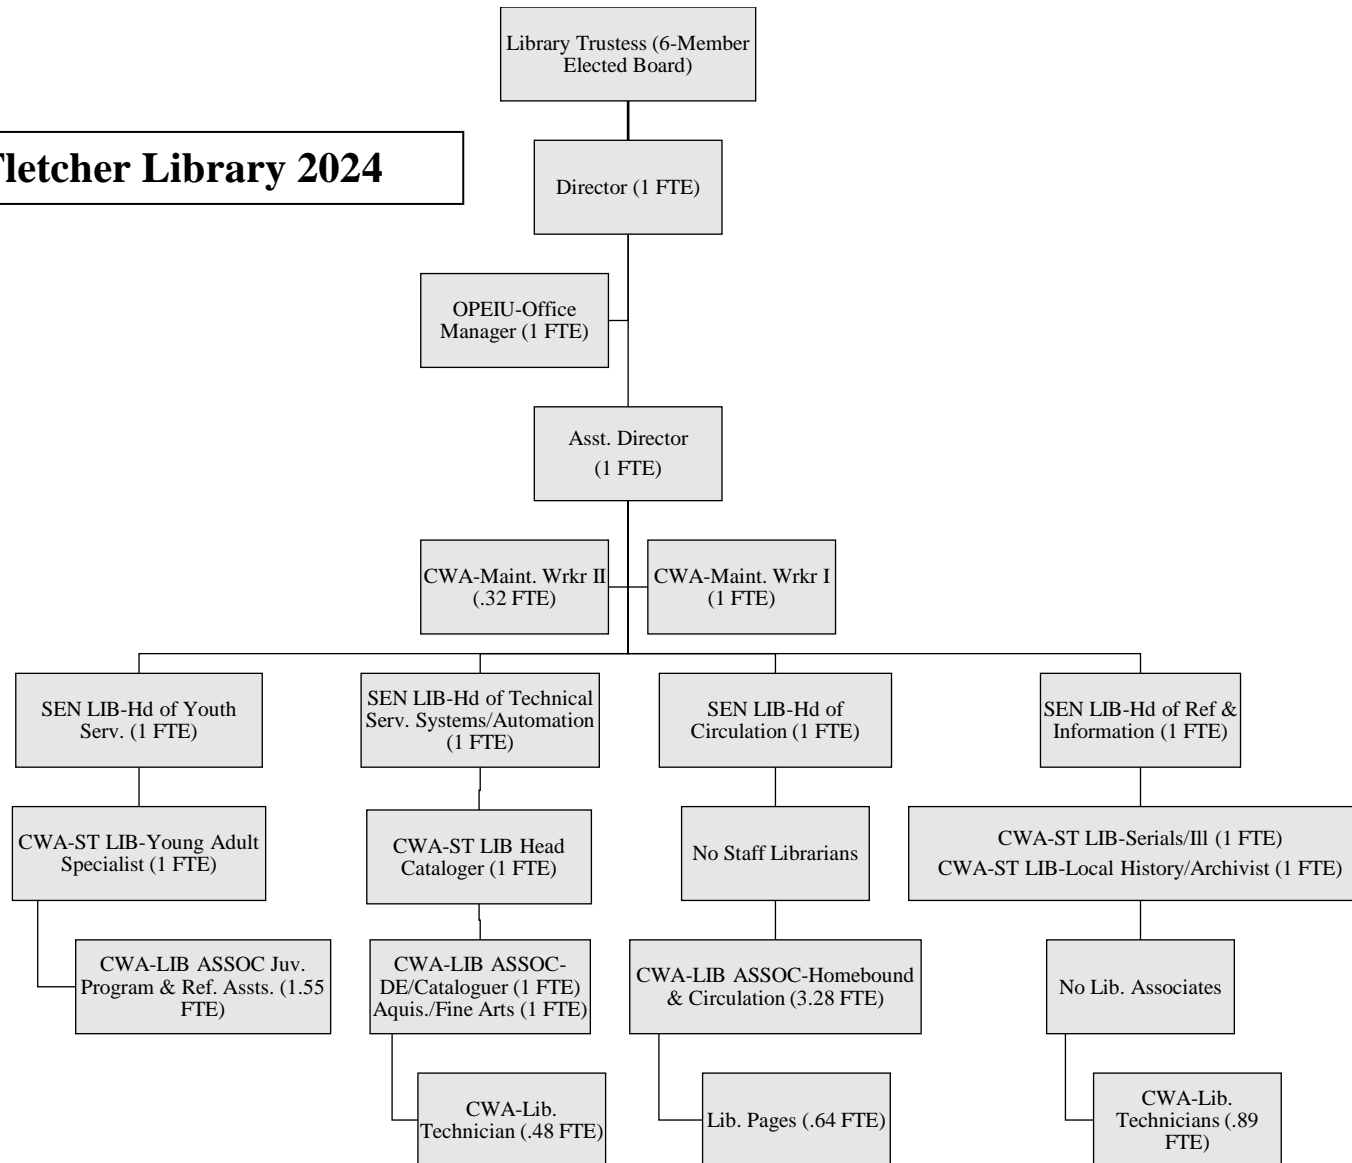 Library Trustess (6-Member
Elected Board)
Fletcher Library 2024
Director (1 FTE)
OPEIU-Office
Manager (1 FTE)
Asst. Director
(1 FTE)
CWA-Maint. Wrkr II
(.32 FTE)
CWA-Maint. Wrkr I
(1 FTE)
SEN LIB-Hd of Youth
Serv. (1 FTE)
SEN LIB-Hd of Technical
Serv. Systems/Automation
(1 FTE)
SEN LIB-Hd of
Circulation (1 FTE)
SEN LIB-Hd of Ref &
Information (1 FTE)
CWA-ST LIB-Young Adult
Specialist (1 FTE)
CWA-ST LIB Head
Cataloger (1 FTE)
No Staff Librarians
CWA-ST LIB-Serials/Ill (1 FTE)
CWA-ST LIB-Local History/Archivist (1 FTE)
CWA-LIB ASSOC Juv.
Program & Ref. Assts. (1.55
FTE)
CWA-LIB ASSOC-
DE/Cataloguer (1 FTE)
Aquis./Fine Arts (1 FTE)
CWA-LIB ASSOC-Homebound
& Circulation (3.28 FTE)
No Lib. Associates
CWA-Lib.
Technician (.48 FTE)
Lib. Pages (.64 FTE)
CWA-Lib.
Technicians (.89
FTE)